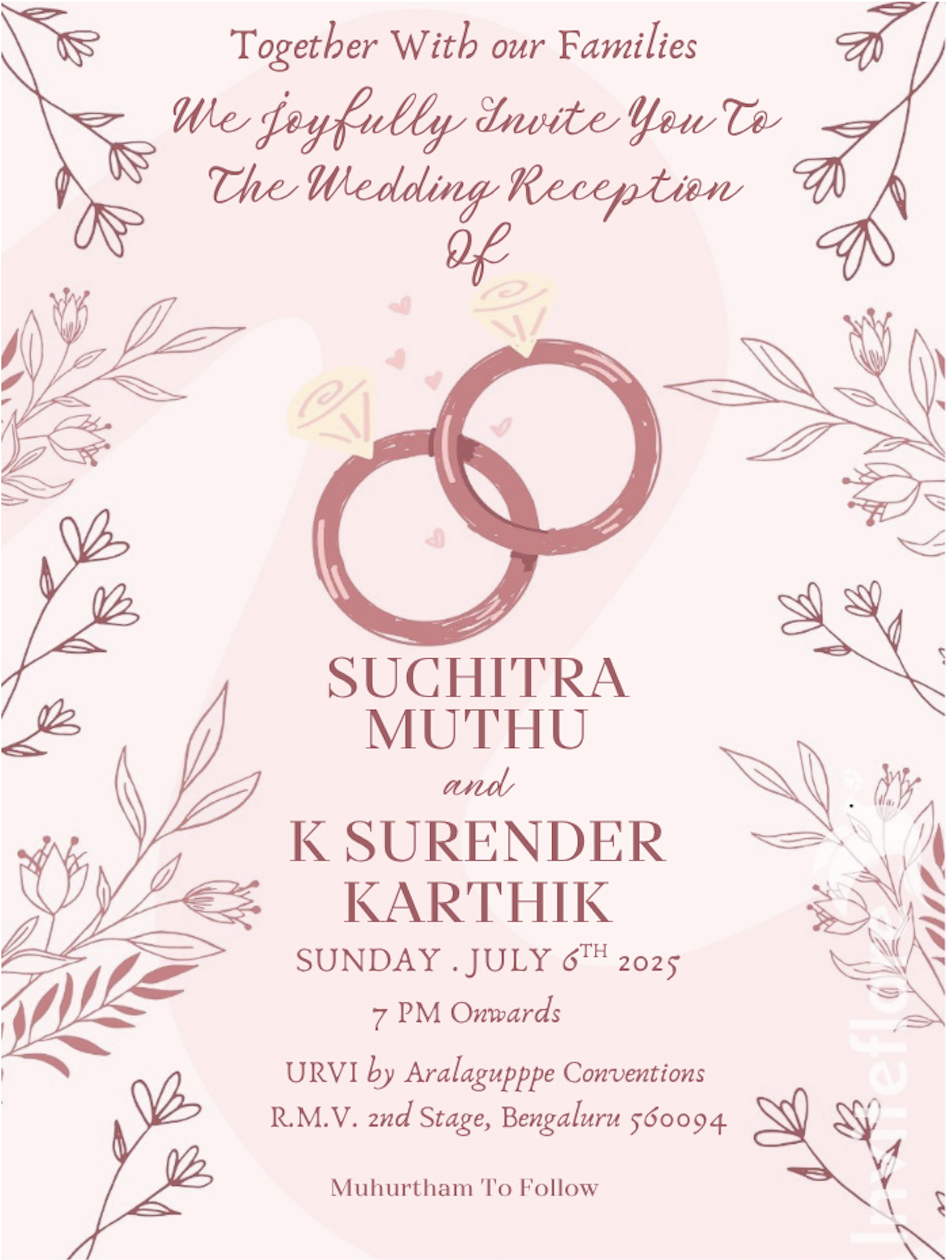 Together With our Families
We Joyfully Invite You To
The Wedding Reception
Of
SUCHITRA
MUTHU
and
K SURENDER
KARTHIK
SUNDAY . JULY 6TH 2025
7 PM Onwards
URVI by Aralagupppe Conventions
R.M.V. 2nd Stage, Bengaluru 560094
Muhurtham To Follow
Inviteflore